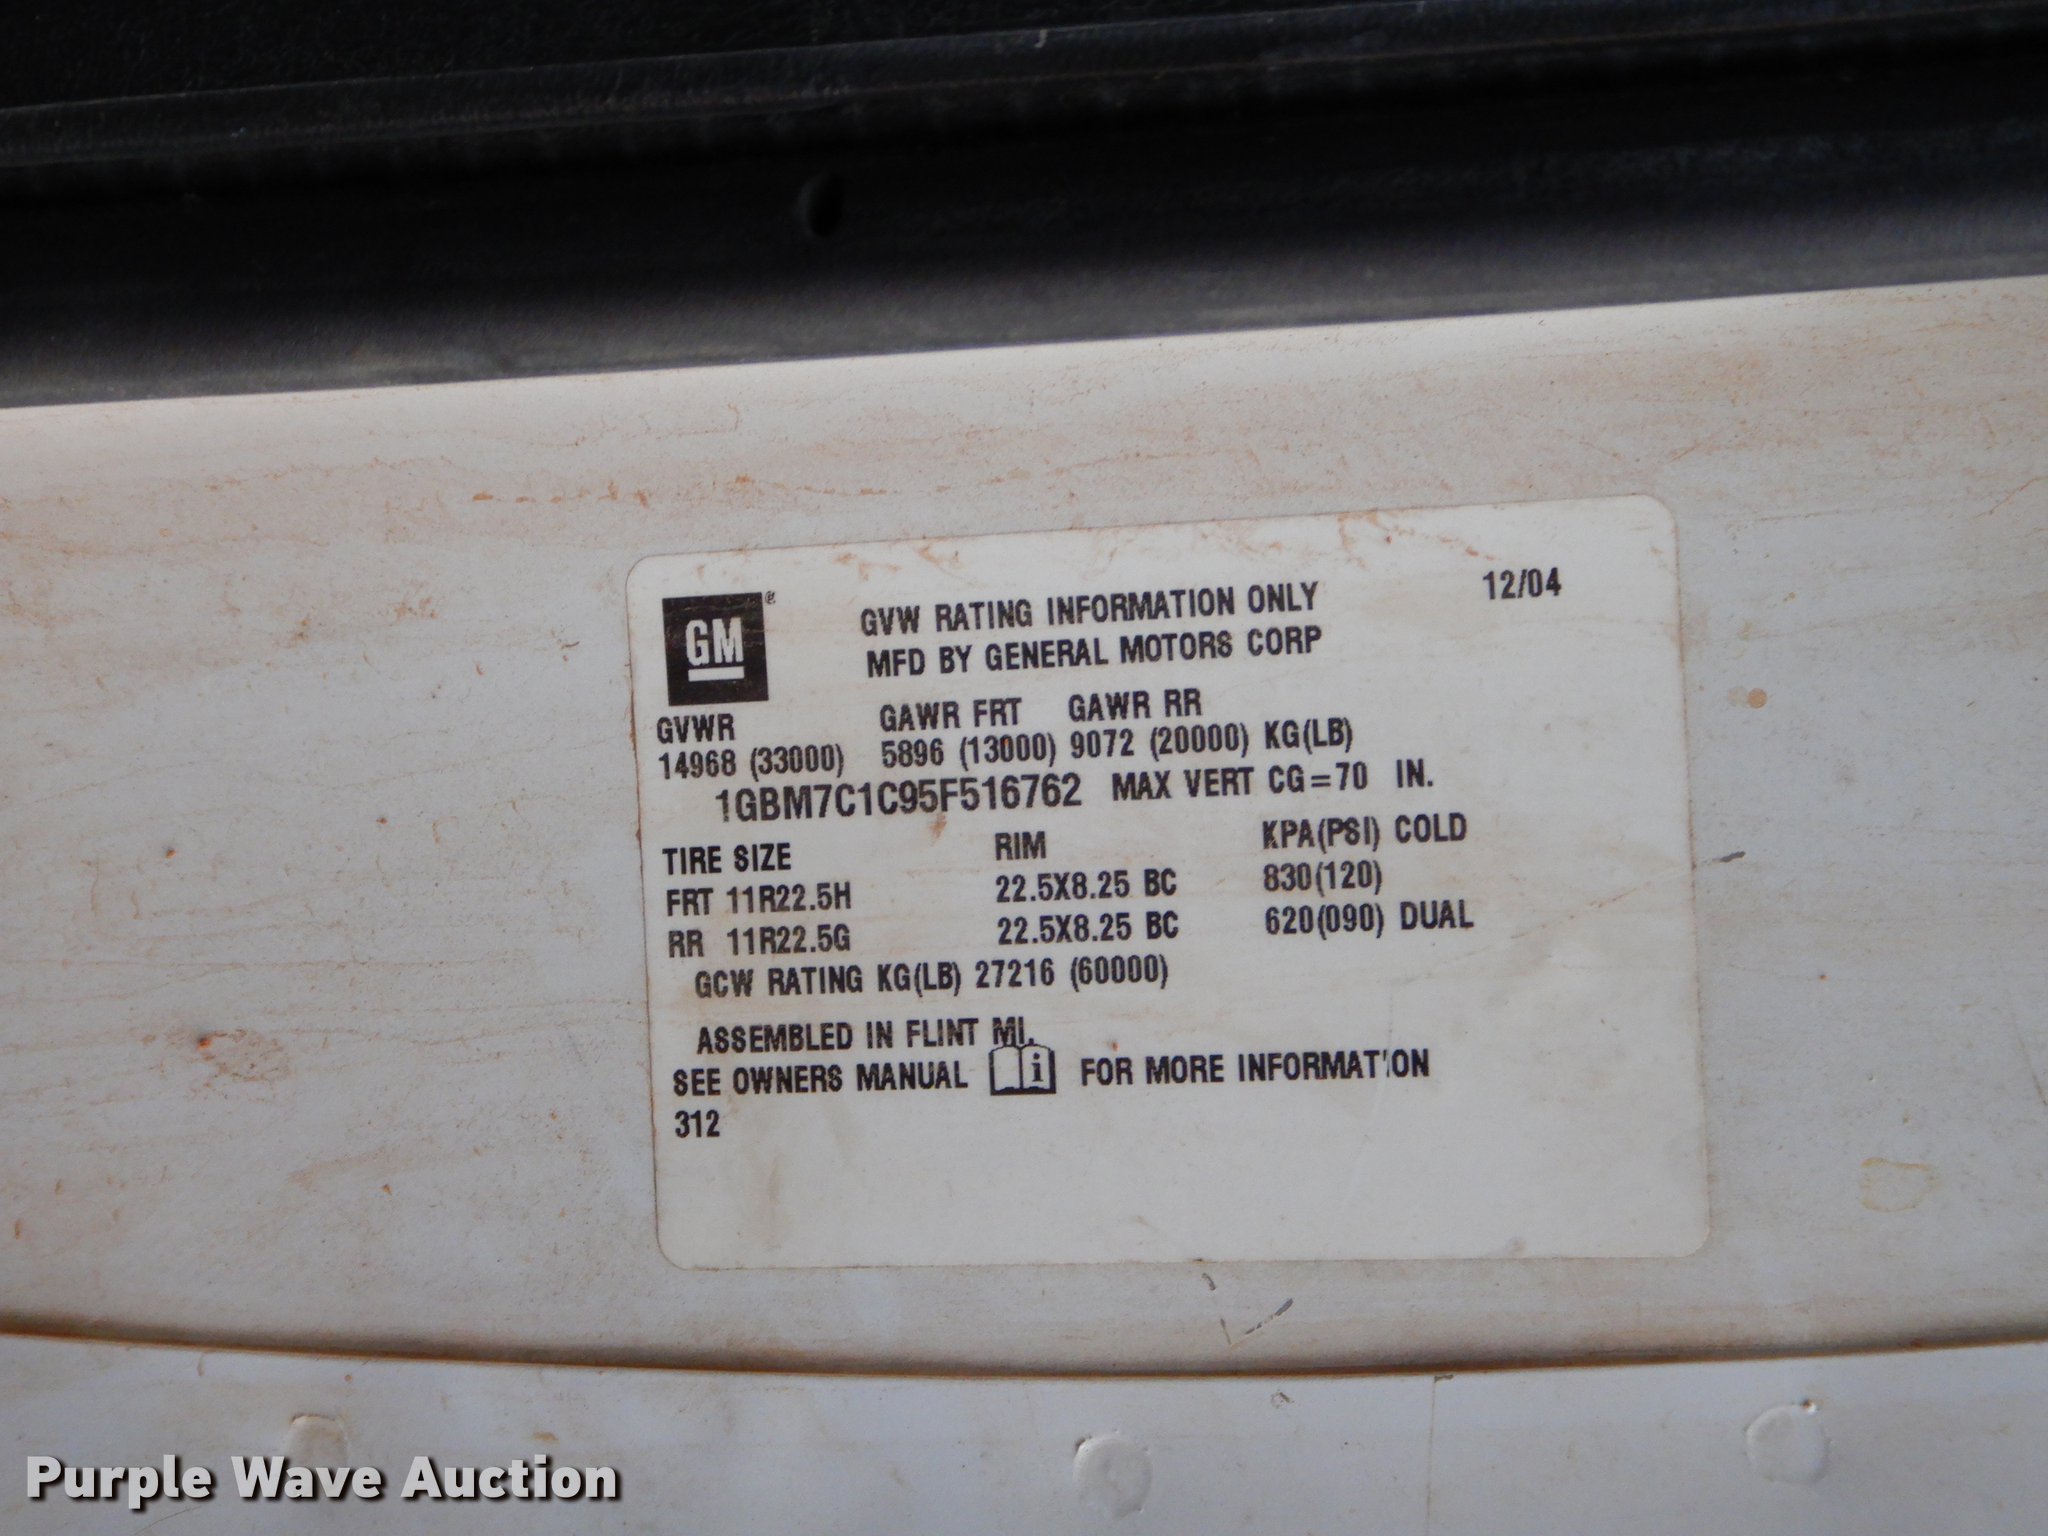 GM®
GVW RATING INFORMATION ONLY 12/04
MFD BY GENERAL MOTORS CORP
GVWR GAWR FRT GAWR RR
14968 (33000) 5896 (13000) 9072 (20000) KG(LB)
1GBM7C1C95F516762 MAX VERT CG=70 IN.
TIRE SIZE RIM KPA(PSI) COLD
FRT 11R22.5H 22.5X8.25 BC 830(120)
RR 11R22.5G 22.5X8.25 BC 620(090) DUAL
GCW RATING KG(LB) 27216 (60000)
ASSEMBLED IN FLINT MI.
SEE OWNERS MANUAL i FOR MORE INFORMATION
312
Purple Wave Auction